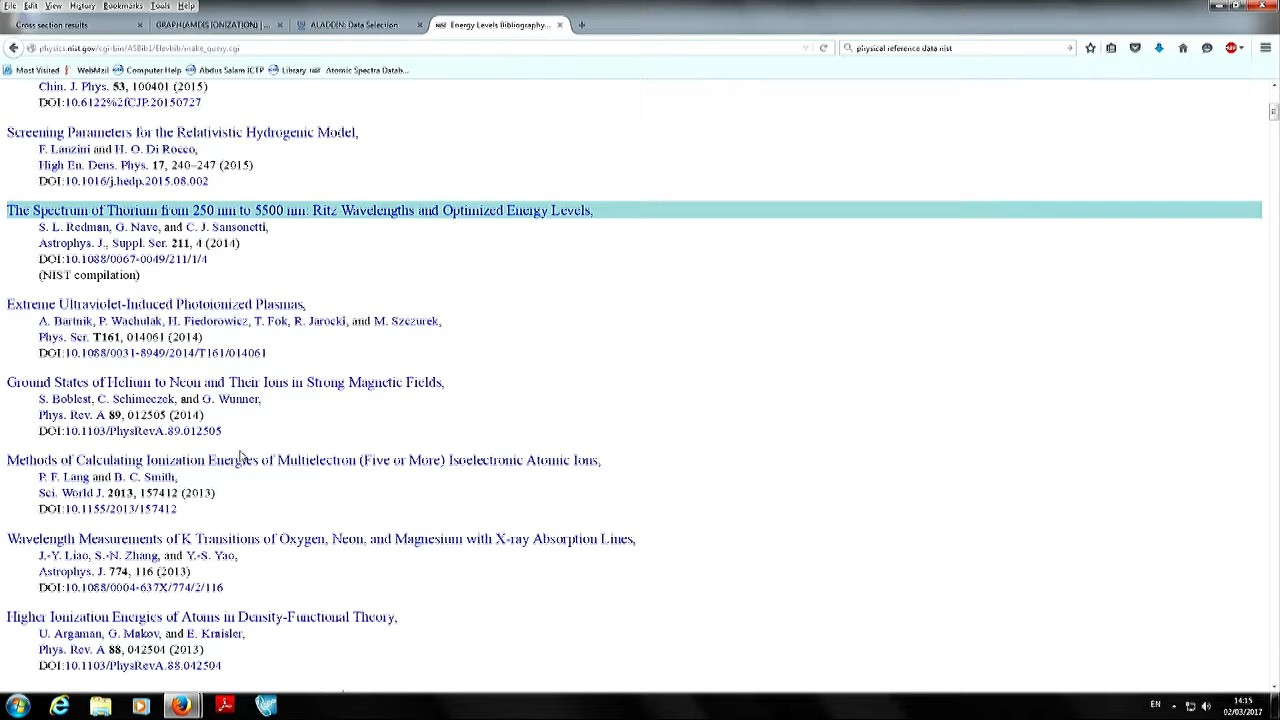 File Edit View History Bookmarks Tools Help
Cross section results × GRAPH(AMDIS IONIZATION) |... × ALADDIN: Data Selection × NIST Energy Levels Bibliography... × +
physics.nist.gov/cgi-bin/ASBib1/Elevbib/make_query.cgi physical reference data nist
Most Visited WebMail Computer Help Abdus Salam ICTP Library Atomic Spectra Datab...
Chin. J. Phys. 53, 100401 (2015)
DOI:10.6122%2fCJP.20150727
Screening Parameters for the Relativistic Hydrogenic Model,
F. Lanzini and H. O. Di Rocco,
High En. Dens. Phys. 17, 240–247 (2015)
DOI:10.1016/j.hedp.2015.08.002
The Spectrum of Thorium from 250 nm to 5500 nm: Ritz Wavelengths and Optimized Energy Levels,
S. L. Redman, G. Nave, and C. J. Sansonetti,
Astrophys. J., Suppl. Ser. 211, 4 (2014)
DOI:10.1088/0067-0049/211/1/4
(NIST compilation)
Extreme Ultraviolet-Induced Photoionized Plasmas,
A. Bartnik, P. Wachulak, H. Fiedorowicz, T. Fok, R. Jarocki, and M. Szczurek,
Phys. Scr. T161, 014061 (2014)
DOI:10.1088/0031-8949/2014/T161/014061
Ground States of Helium to Neon and Their Ions in Strong Magnetic Fields,
S. Boblest, C. Schimeczek, and G. Wunner,
Phys. Rev. A 89, 012505 (2014)
DOI:10.1103/PhysRevA.89.012505
Methods of Calculating Ionization Energies of Multielectron (Five or More) Isoelectronic Atomic Ions,
P. F. Lang and B. C. Smith,
Sci. World J. 2013, 157412 (2013)
DOI:10.1155/2013/157412
Wavelength Measurements of K Transitions of Oxygen, Neon, and Magnesium with X-ray Absorption Lines,
J.-Y. Liao, S.-N. Zhang, and Y.-S. Yao,
Astrophys. J. 774, 116 (2013)
DOI:10.1088/0004-637X/774/2/116
Higher Ionization Energies of Atoms in Density-Functional Theory,
U. Argaman, G. Makov, and E. Kraisler,
Phys. Rev. A 88, 042504 (2013)
DOI:10.1103/PhysRevA.88.042504
EN 14:15
02/03/2017